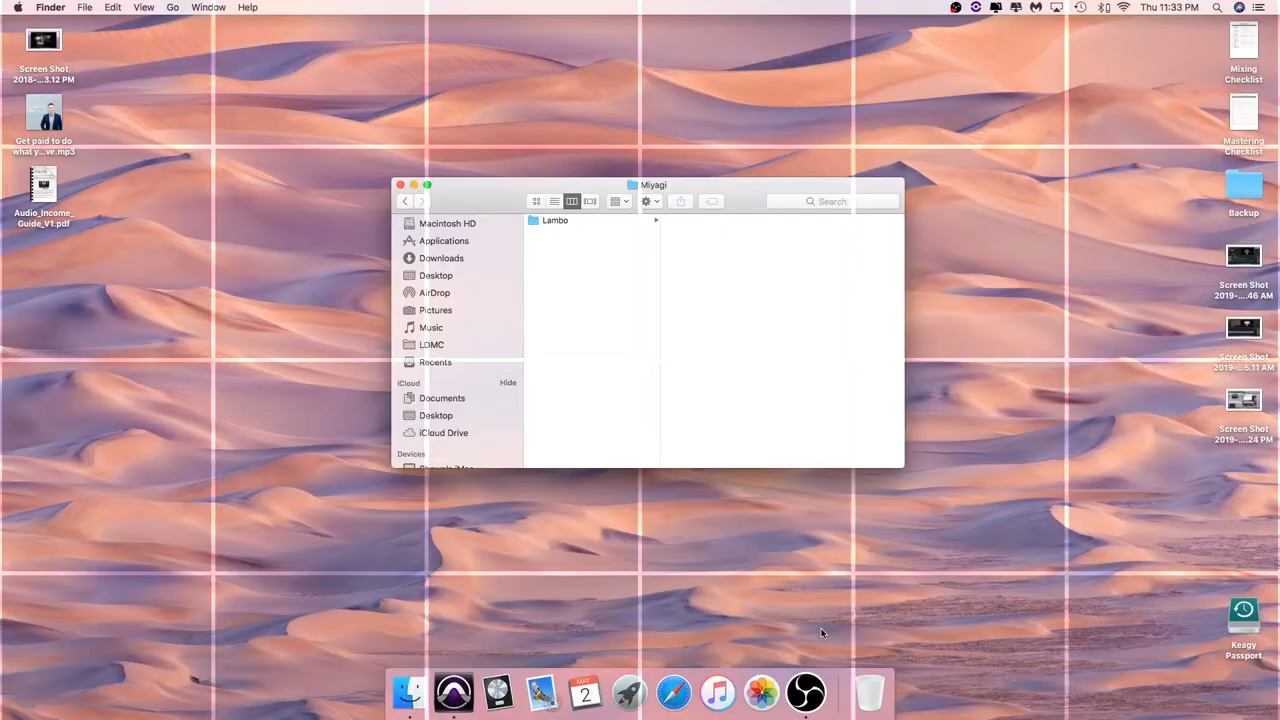 Finder File Edit View Go Window Help
Thu 11:33 PM
Screen Shot
2018-...3.12 PM
Get paid to do
what y...ve.mp3
Audio_Income_
Guide_V1.pdf
Miyagi
Search
Macintosh HD
Applications
Downloads
Desktop
AirDrop
Pictures
Music
LDMC
Recents
iCloud
Hide
Documents
Desktop
iCloud Drive
Devices
Lambo
Mixing
Checklist
Mastering
Checklist
Backup
Screen Shot
2019-....46 AM
Screen Shot
2019-...5.11 AM
Screen Shot
2019-....24 PM
Keagy
Passport
MAY
2